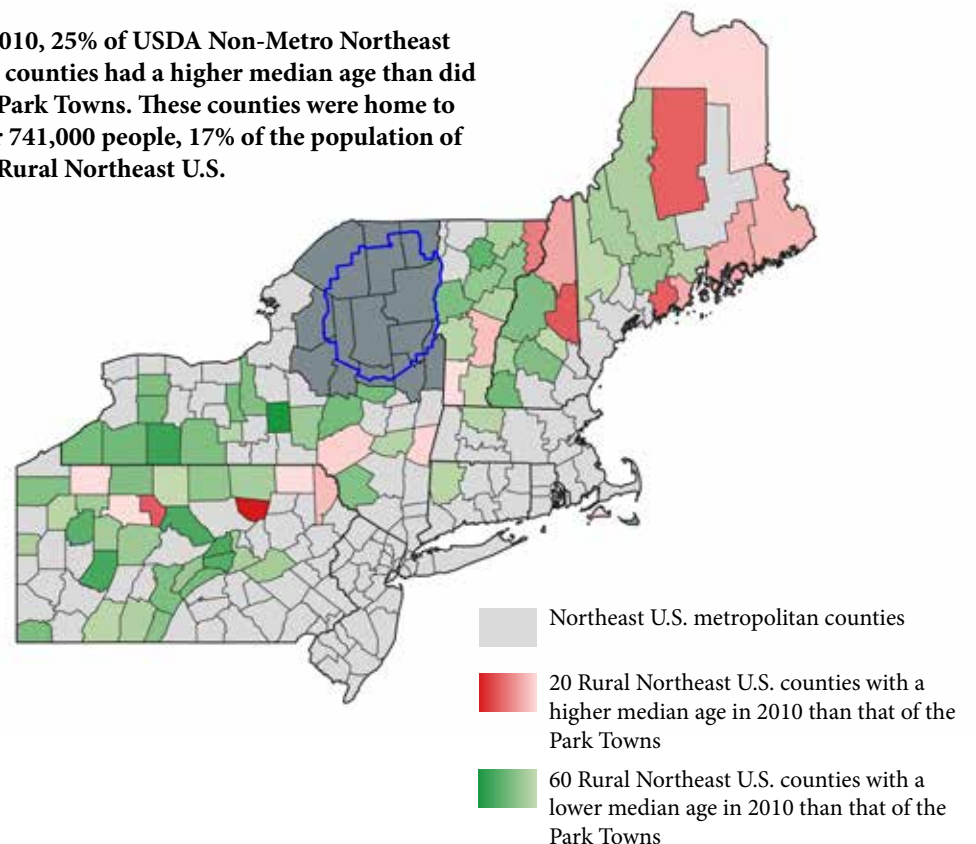 010, 25% of USDA Non-Metro Northeast
counties had a higher median age than did
Park Towns. These counties were home to
741,000 people, 17% of the population of
Rural Northeast U.S.
Northeast U.S. metropolitan counties
20 Rural Northeast U.S. counties with a
higher median age in 2010 than that of the
Park Towns
60 Rural Northeast U.S. counties with a
lower median age in 2010 than that of the
Park Towns